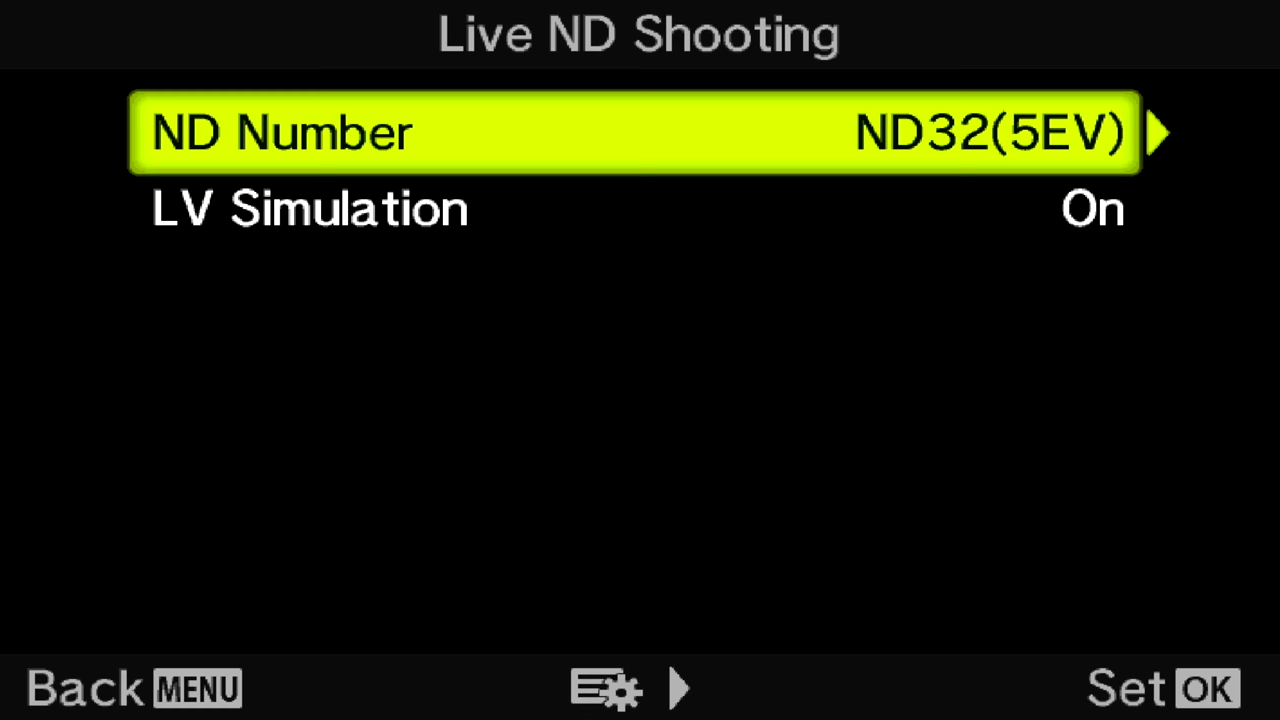 Live ND Shooting
ND Number ND32(5EV)
LV Simulation On
Back MENU Set OK